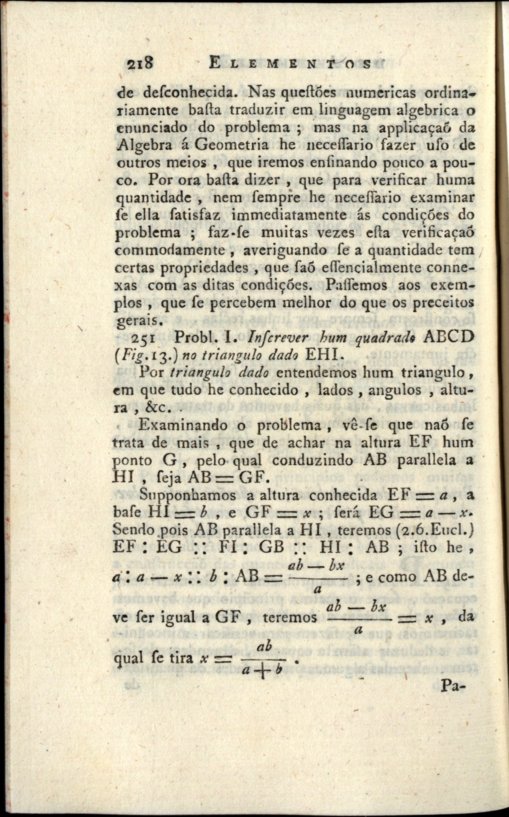 218 ELEMENTOS
de deſconhecida. Nas queſtões numericas ordina-
riamente baſta traduzir em linguagem algebrica o
enunciado do problema ; mas na applicaçaõ da
Algebra á Geometria he neceſſario fazer uſo de
outros meios , que iremos enſinando pouco a pou-
co. Por ora baſta dizer , que para verificar huma
quantidade , nem ſempre he neceſſario examinar
ſe ella ſatisfaz immediatamente ás condições do
problema ; faz-ſe muitas vezes eſta verificaçaõ
commodamente , averiguando ſe a quantidade tem
certas propriedades , que ſaõ eſſencialmente conne-
xas com as ditas condições. Paſſemos aos exem-
plos , que ſe percebem melhor do que os preceitos
gerais.
251 Probl. I. Inſcrever hum quadrado ABCD
(Fig.13.) no triangulo dado EHI.
Por triangulo dado entendemos hum triangulo,
em que tudo he conhecido , lados , angulos , altu-
ra , &c.
Examinando o problema , vê-ſe que naõ ſe
trata de mais , que de achar na altura EF hum
ponto G , pelo qual conduzindo AB parallela a
HI , ſeja AB = GF.
Supponhamos a altura conhecida EF = a , a
baſe HI = b , e GF = x ; ſerá EG = a — x.
Sendo pois AB parallela a HI , teremos (2.6.Eucl.)
EF : EG :: FI : GB :: HI : AB ; iſto he ,
a : a — x :: b : AB = (ab — bx)/a ; e como AB de-
ve ſer igual a GF , teremos (ab — bx)/a = x , da
qual ſe tira x = ab/(a + b) .
Pa-